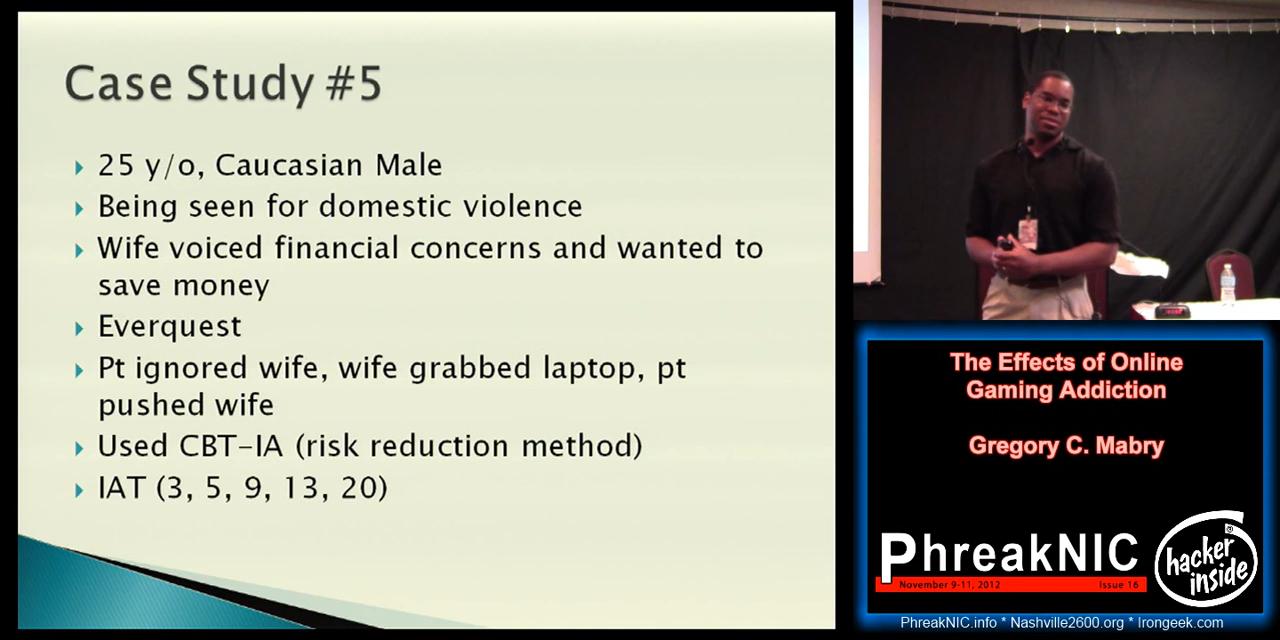 Case Study #5
25 y/o, Caucasian Male
Being seen for domestic violence
Wife voiced financial concerns and wanted to
save money
Everquest
Pt ignored wife, wife grabbed laptop, pt
pushed wife
Used CBT-IA (risk reduction method)
IAT (3, 5, 9, 13, 20)
The Effects of Online
Gaming Addiction
Gregory C. Mabry
PhreakNIC
November 9-11, 2012 Issue 16
hacker
inside
PhreakNIC.info * Nashville2600.org * Irongeek.com